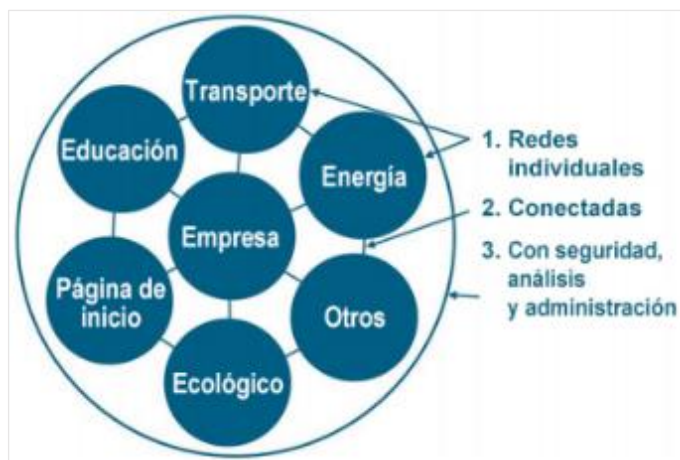 Transporte
Educación
Energía
Empresa
Página de
inicio
Otros
Ecológico
1. Redes
individuales
2. Conectadas
3. Con seguridad,
análisis
y administración